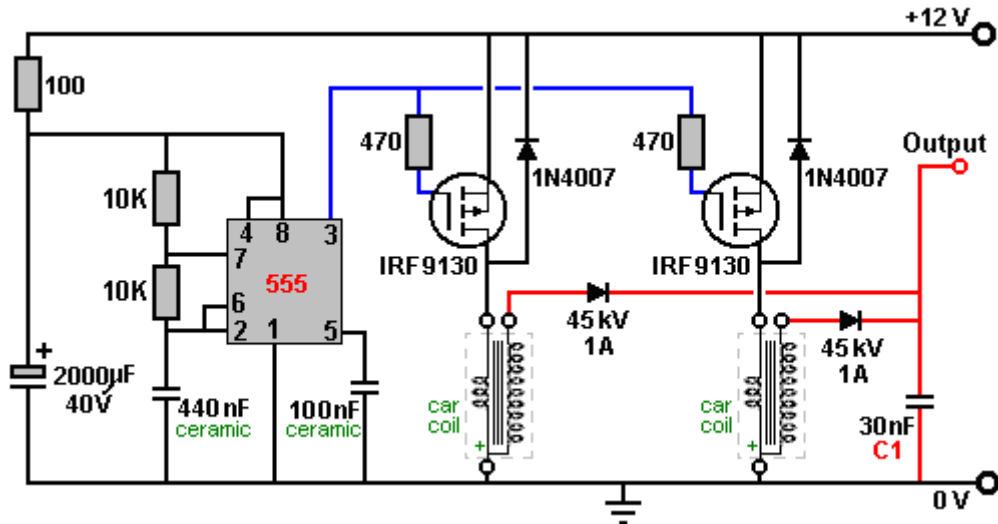 +12 V
100
470
470
Output
1N4007
1N4007
10K
4 8 3
7
IRF9130
IRF9130
10K
555
6
2 1 5
45 kV
1A
45 kV
1A
+
2000µF
40V
440 nF
ceramic
100nF
ceramic
car
coil
+
car
coil
+
30nF
C1
0 V